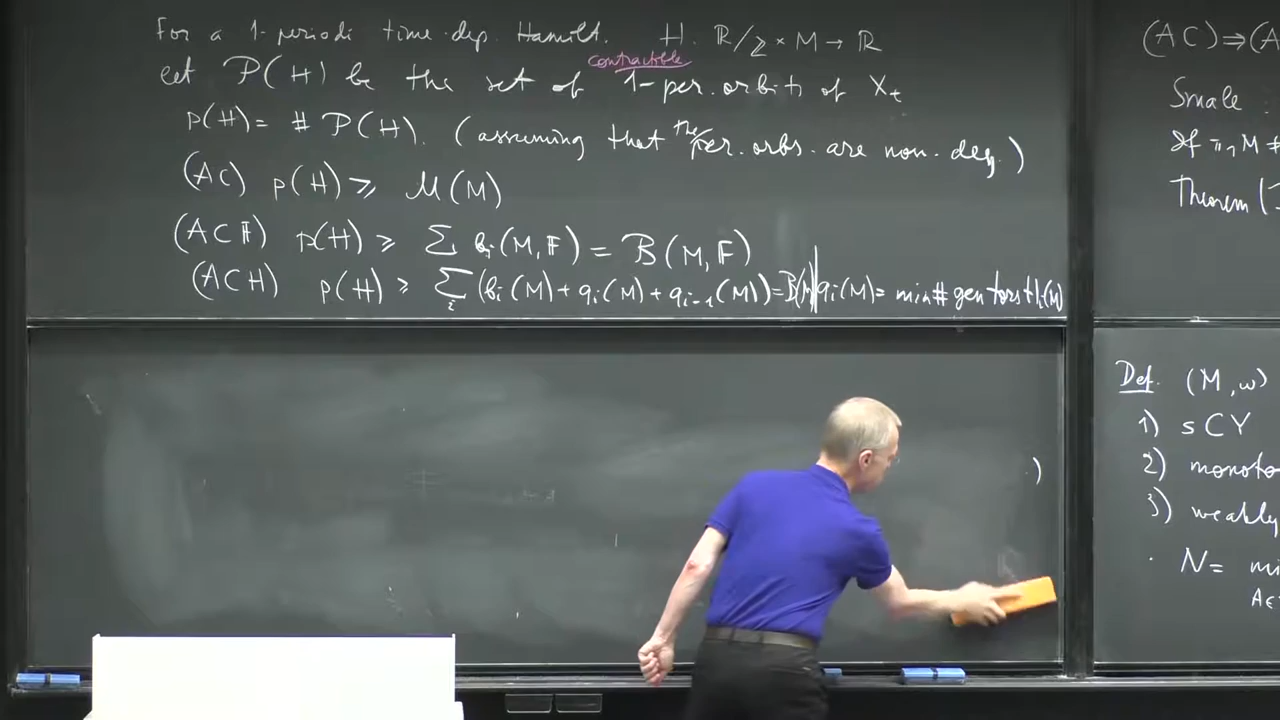 For a 1-periodi time-dep. Hamilt. H. ℝ/ℤ × M → ℝ
let P(H) be the set of contractible 1-per. orbits of X_t
p(H) = # P(H). (assuming that the per. orbs. are non. deg.)
(AC) p(H) ≥ M(M)
(ACF) p(H) ≥ Σ b_i(M,𝔽) = B(M,𝔽)
(ACH) p(H) ≥ Σ_i (b_i(M) + q_i(M) + q_{i-1}(M)) = B(M) | q_i(M) = min # gen tors H_i(M)
)
(AC) ⇒ (A
Smale
If π_1 M ≠
Theorem (
Def. (M, ω)
1) sCY
2) monoto
3) weakly
· N = mi
A∈